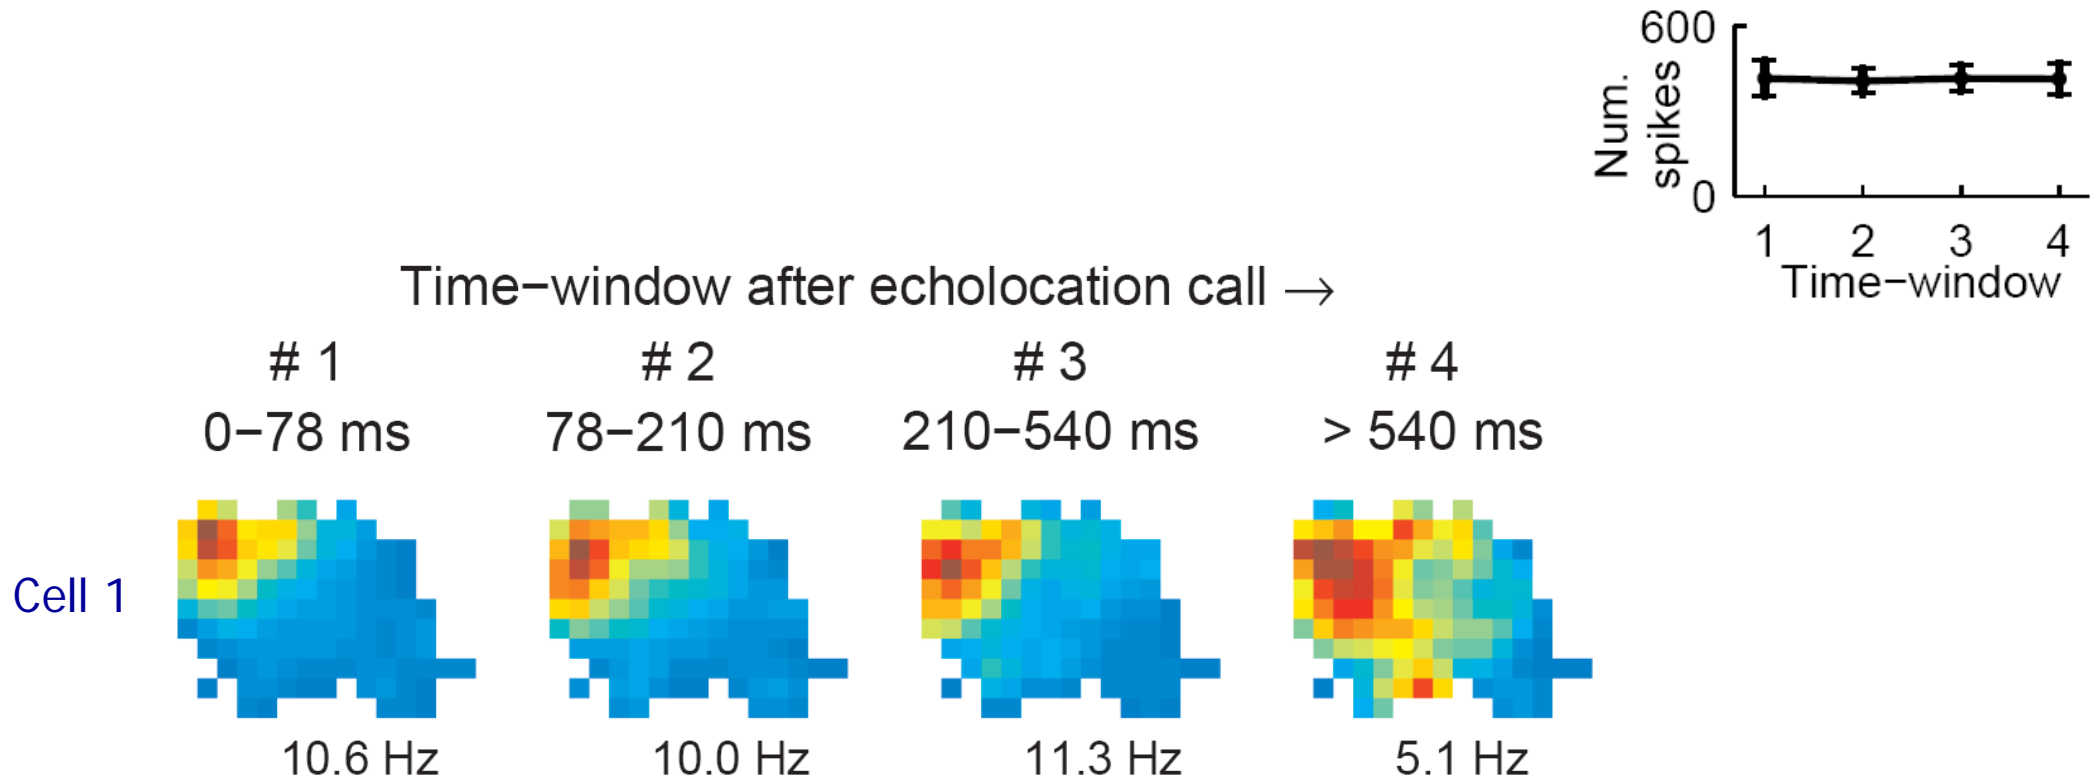 600
Num.
spikes
0
1 2 3 4
Time−window
Time−window after echolocation call →
# 1 # 2 # 3 # 4
0−78 ms 78−210 ms 210−540 ms > 540 ms
Cell 1
10.6 Hz 10.0 Hz 11.3 Hz 5.1 Hz